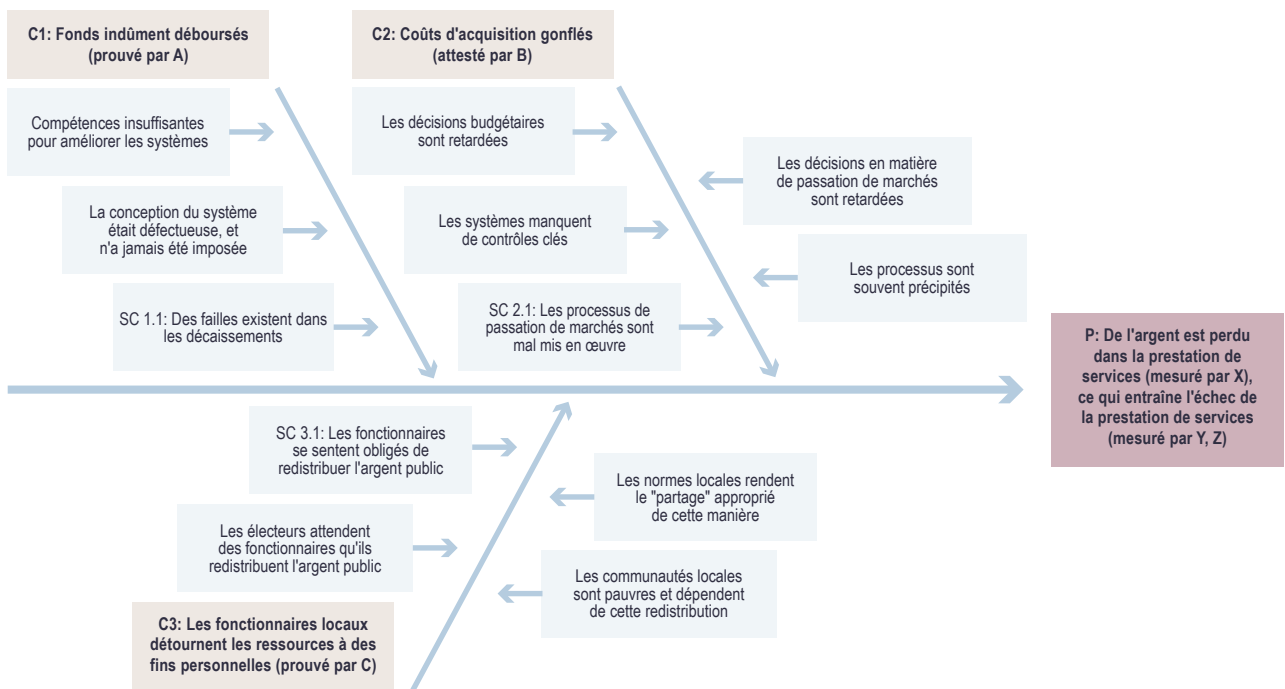 C1: Fonds indûment déboursés
(prouvé par A)
C2: Coûts d'acquisition gonflés
(attesté par B)
Compétences insuffisantes
pour améliorer les systèmes
Les décisions budgétaires
sont retardées
Les décisions en matière
de passation de marchés
sont retardées
La conception du système
était défectueuse, et
n'a jamais été imposée
Les systèmes manquent
de contrôles clés
Les processus sont
souvent précipités
SC 1.1: Des failles existent dans
les décaissements
SC 2.1: Les processus de
passation de marchés sont
mal mis en œuvre
P: De l'argent est perdu
dans la prestation de
services (mesuré par X),
ce qui entraîne l'échec de
la prestation de services
(mesuré par Y, Z)
SC 3.1: Les fonctionnaires
se sentent obligés de
redistribuer l'argent public
Les normes locales rendent
le "partage" approprié
de cette manière
Les électeurs attendent
des fonctionnaires qu'ils
redistribuent l'argent public
Les communautés locales
sont pauvres et dépendent
de cette redistribution
C3: Les fonctionnaires locaux
détournent les ressources à des
fins personnelles (prouvé par C)